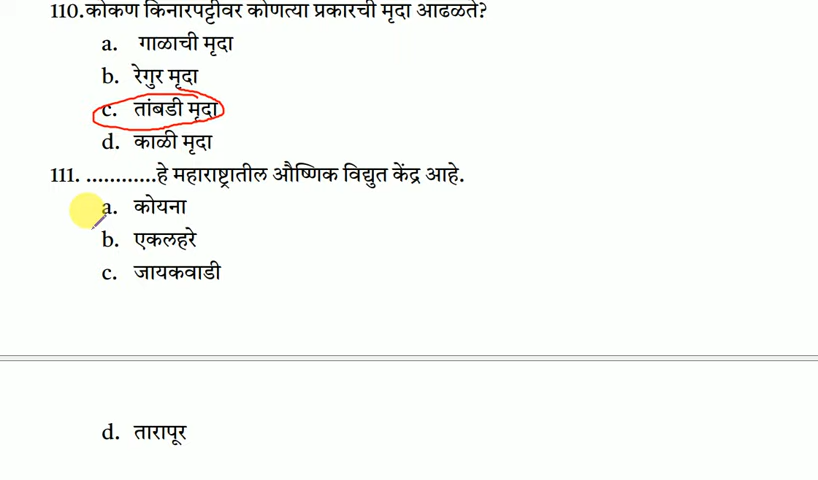 110.कोकण किनारपट्टीवर कोणत्या प्रकारची मृदा आढळते?
a. गाळाची मृदा
b. रेगुर मृदा
c. तांबडी मृदा
d. काळी मृदा
111. ............हे महाराष्ट्रातील औष्णिक विद्युत केंद्र आहे.
a. कोयना
b. एकलहरे
c. जायकवाडी
d. तारापूर